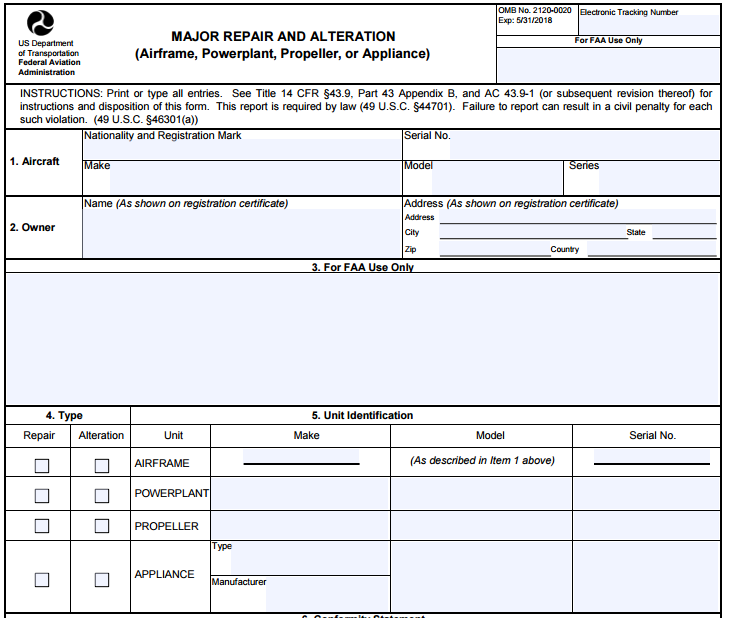 US Department
of Transportation
Federal Aviation
Administration
MAJOR REPAIR AND ALTERATION
(Airframe, Powerplant, Propeller, or Appliance)
OMB No. 2120-0020
Exp: 5/31/2018
Electronic Tracking Number
For FAA Use Only
INSTRUCTIONS: Print or type all entries. See Title 14 CFR §43.9, Part 43 Appendix B, and AC 43.9-1 (or subsequent revision thereof) for
instructions and disposition of this form. This report is required by law (49 U.S.C. §44701). Failure to report can result in a civil penalty for each
such violation. (49 U.S.C. §46301(a))
1. Aircraft
Nationality and Registration Mark
Serial No.
Make
Model
Series
2. Owner
Name (As shown on registration certificate)
Address (As shown on registration certificate)
Address
City
State
Zip
Country
3. For FAA Use Only
4. Type
5. Unit Identification
Repair
Alteration
Unit
Make
Model
Serial No.
AIRFRAME
(As described in Item 1 above)
POWERPLANT
PROPELLER
APPLIANCE
Type
Manufacturer
6. Conformity Statement